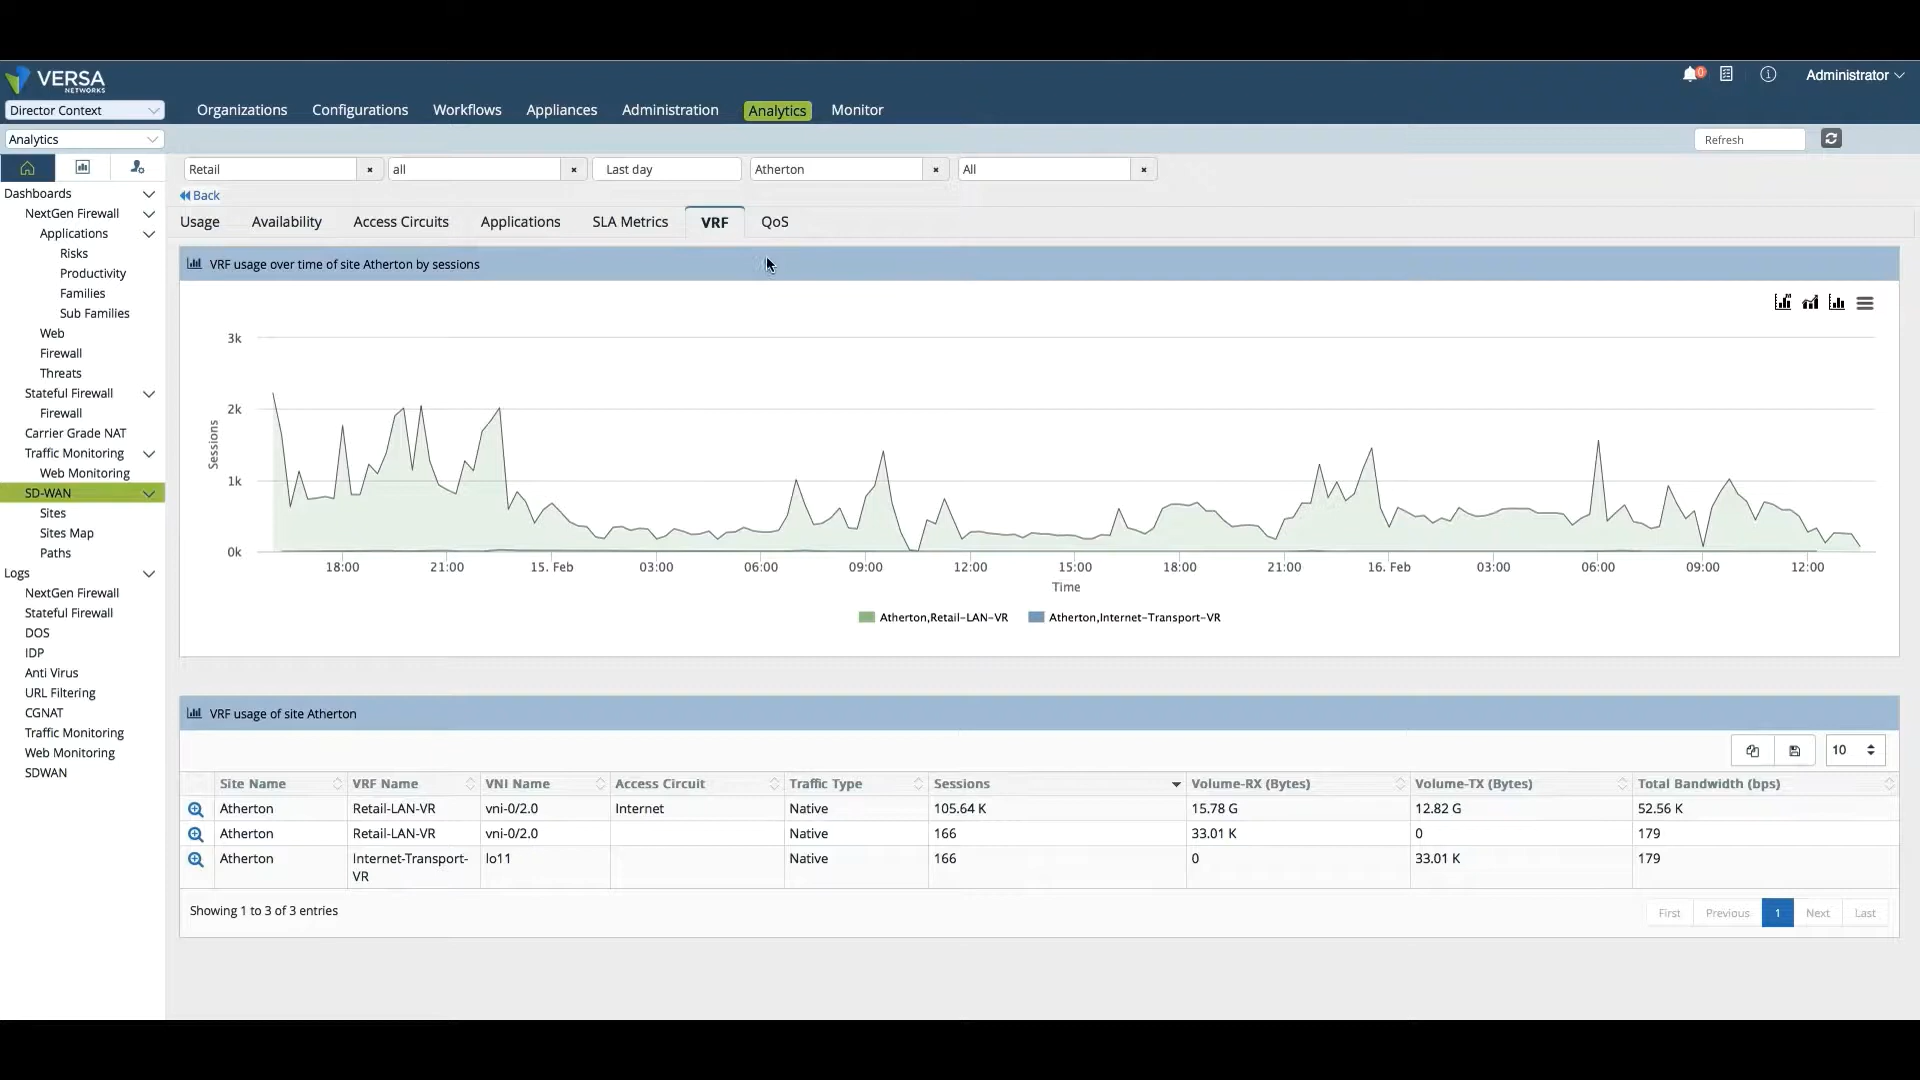 VERSA
NETWORKS
0
Administrator
Director Context
Organizations Configurations Workflows Appliances Administration Analytics Monitor
Analytics
Refresh
Retail × all × Last day Atherton × All ×
Back
Usage Availability Access Circuits Applications SLA Metrics VRF QoS
Dashboards
NextGen Firewall
Applications
Risks
Productivity
Families
Sub Families
Web
Firewall
Threats
Stateful Firewall
Firewall
Carrier Grade NAT
Traffic Monitoring
Web Monitoring
SD-WAN
Sites
Sites Map
Paths
Logs
NextGen Firewall
Stateful Firewall
DOS
IDP
Anti Virus
URL Filtering
CGNAT
Traffic Monitoring
Web Monitoring
SDWAN
VRF usage over time of site Atherton by sessions
3k
2k
1k
0k
Sessions
18:00 21:00 15. Feb 03:00 06:00 09:00 12:00 15:00 18:00 21:00 16. Feb 03:00 06:00 09:00 12:00
Time
Atherton,Retail-LAN-VR Atherton,Internet-Transport-VR
VRF usage of site Atherton
10
Site Name VRF Name VNI Name Access Circuit Traffic Type Sessions Volume-RX (Bytes) Volume-TX (Bytes) Total Bandwidth (bps)
Atherton Retail-LAN-VR vni-0/2.0 Internet Native 105.64 K 15.78 G 12.82 G 52.56 K
Atherton Retail-LAN-VR vni-0/2.0 Native 166 33.01 K 0 179
Atherton Internet-Transport- lo11 Native 166 0 33.01 K 179
VR
Showing 1 to 3 of 3 entries
First Previous 1 Next Last